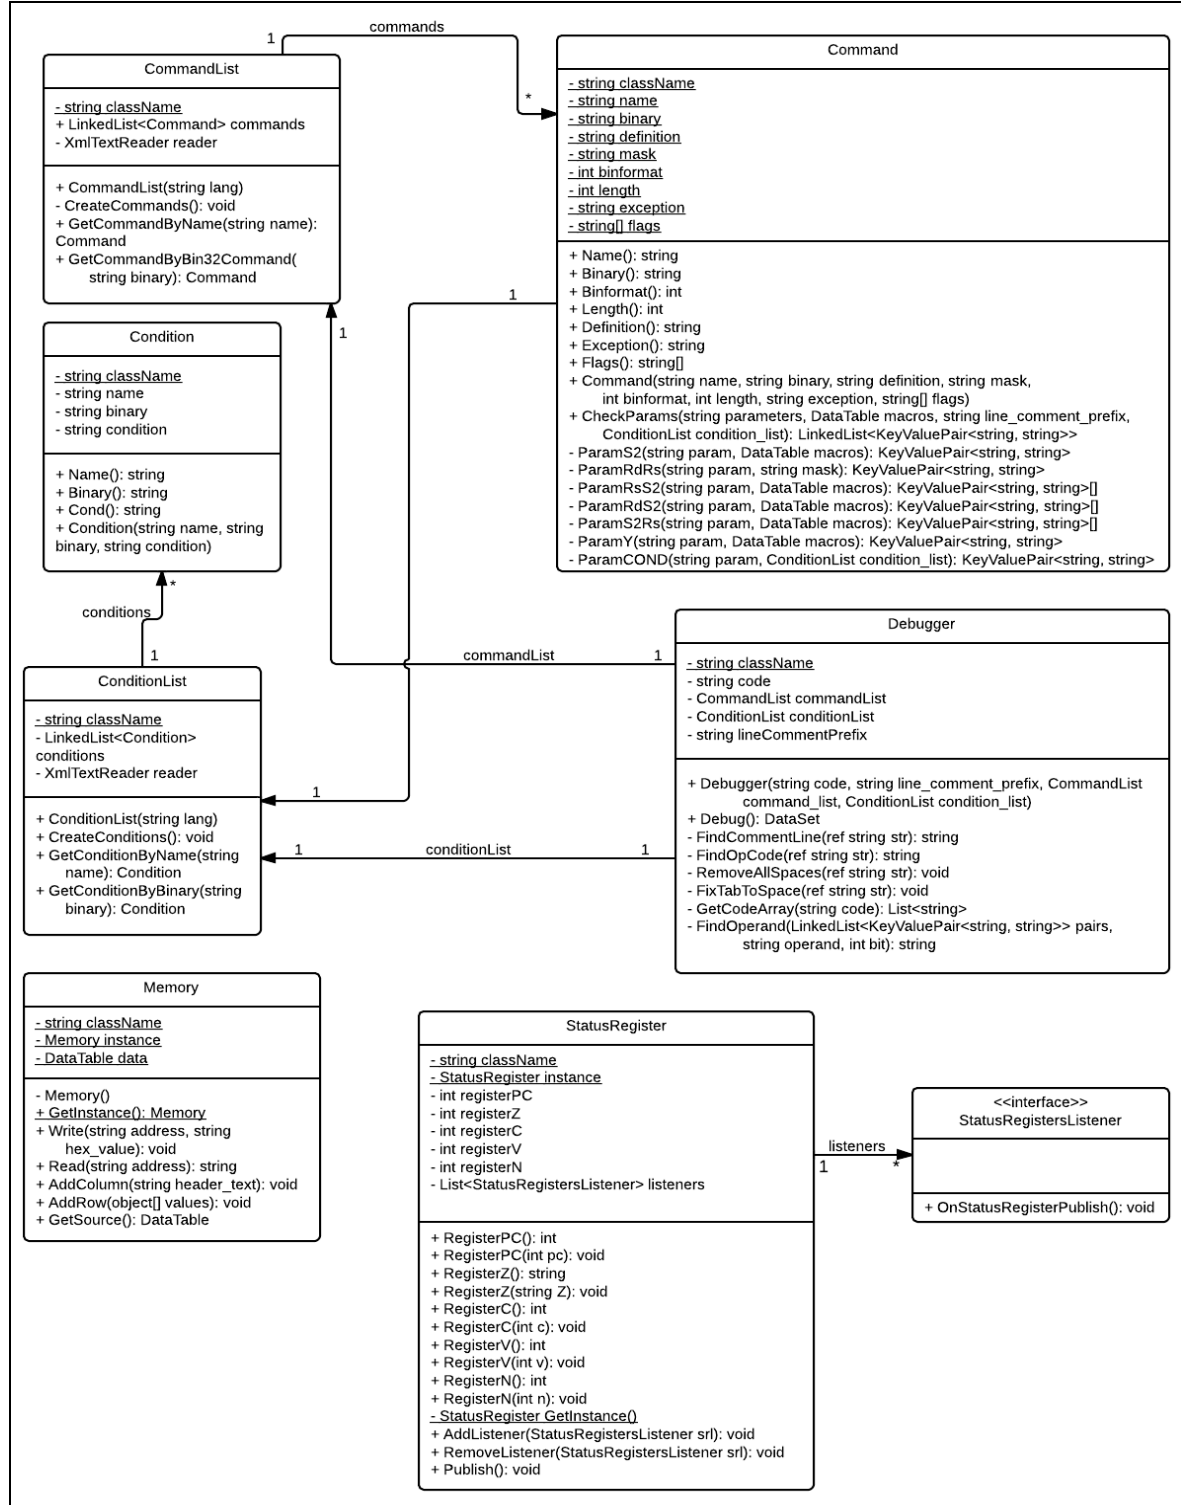 commands
1
*
CommandList
- string className
+ LinkedList<Command> commands
- XmlTextReader reader
+ CommandList(string lang)
- CreateCommands(): void
+ GetCommandByName(string name):
Command
+ GetCommandByBin32Command(
string binary): Command
1
Command
- string className
- string name
- string binary
- string definition
- string mask
- int binformat
- int length
- string exception
- string[] flags
+ Name(): string
+ Binary(): string
+ Binformat(): int
+ Length(): int
+ Definition(): string
+ Exception(): string
+ Flags(): string[]
+ Command(string name, string binary, string definition, string mask,
int binformat, int length, string exception, string[] flags)
+ CheckParams(string parameters, DataTable macros, string line_comment_prefix,
ConditionList condition_list): LinkedList<KeyValuePair<string, string>>
- ParamS2(string param, DataTable macros): KeyValuePair<string, string>
- ParamRdRs(string param, string mask): KeyValuePair<string, string>
- ParamRsS2(string param, DataTable macros): KeyValuePair<string, string>[]
- ParamRdS2(string param, DataTable macros): KeyValuePair<string, string>[]
- ParamS2Rs(string param, DataTable macros): KeyValuePair<string, string>[]
- ParamY(string param, DataTable macros): KeyValuePair<string, string>
- ParamCOND(string param, ConditionList condition_list): KeyValuePair<string, string>
1
Condition
- string className
- string name
- string binary
- string condition
+ Name(): string
+ Binary(): string
+ Cond(): string
+ Condition(string name, string
binary, string condition)
*
conditions
1
ConditionList
- string className
- LinkedList<Condition>
conditions
- XmlTextReader reader
+ ConditionList(string lang)
+ CreateConditions(): void
+ GetConditionByName(string
name): Condition
+ GetConditionByBinary(string
binary): Condition
commandList
1
1
1
conditionList
1
Debugger
- string className
- string code
- CommandList commandList
- ConditionList conditionList
- string lineCommentPrefix
+ Debugger(string code, string line_comment_prefix, CommandList
command_list, ConditionList condition_list)
+ Debug(): DataSet
- FindCommentLine(ref string str): string
- FindOpCode(ref string str): string
- RemoveAllSpaces(ref string str): void
- FixTabToSpace(ref string str): void
- GetCodeArray(string code): List<string>
- FindOperand(LinkedList<KeyValuePair<string, string>> pairs,
string operand, int bit): string
Memory
- string className
- Memory instance
- DataTable data
- Memory()
+ GetInstance(): Memory
+ Write(string address, string
hex_value): void
+ Read(string address): string
+ AddColumn(string header_text): void
+ AddRow(object[] values): void
+ GetSource(): DataTable
StatusRegister
- string className
- StatusRegister instance
- int registerPC
- int registerZ
- int registerC
- int registerV
- int registerN
- List<StatusRegistersListener> listeners
+ RegisterPC(): int
+ RegisterPC(int pc): void
+ RegisterZ(): string
+ RegisterZ(string Z): void
+ RegisterC(): int
+ RegisterC(int c): void
+ RegisterV(): int
+ RegisterV(int v): void
+ RegisterN(): int
+ RegisterN(int n): void
- StatusRegister GetInstance()
+ AddListener(StatusRegistersListener srl): void
+ RemoveListener(StatusRegistersListener srl): void
+ Publish(): void
listeners
1
*
<<interface>>
StatusRegistersListener
+ OnStatusRegisterPublish(): void